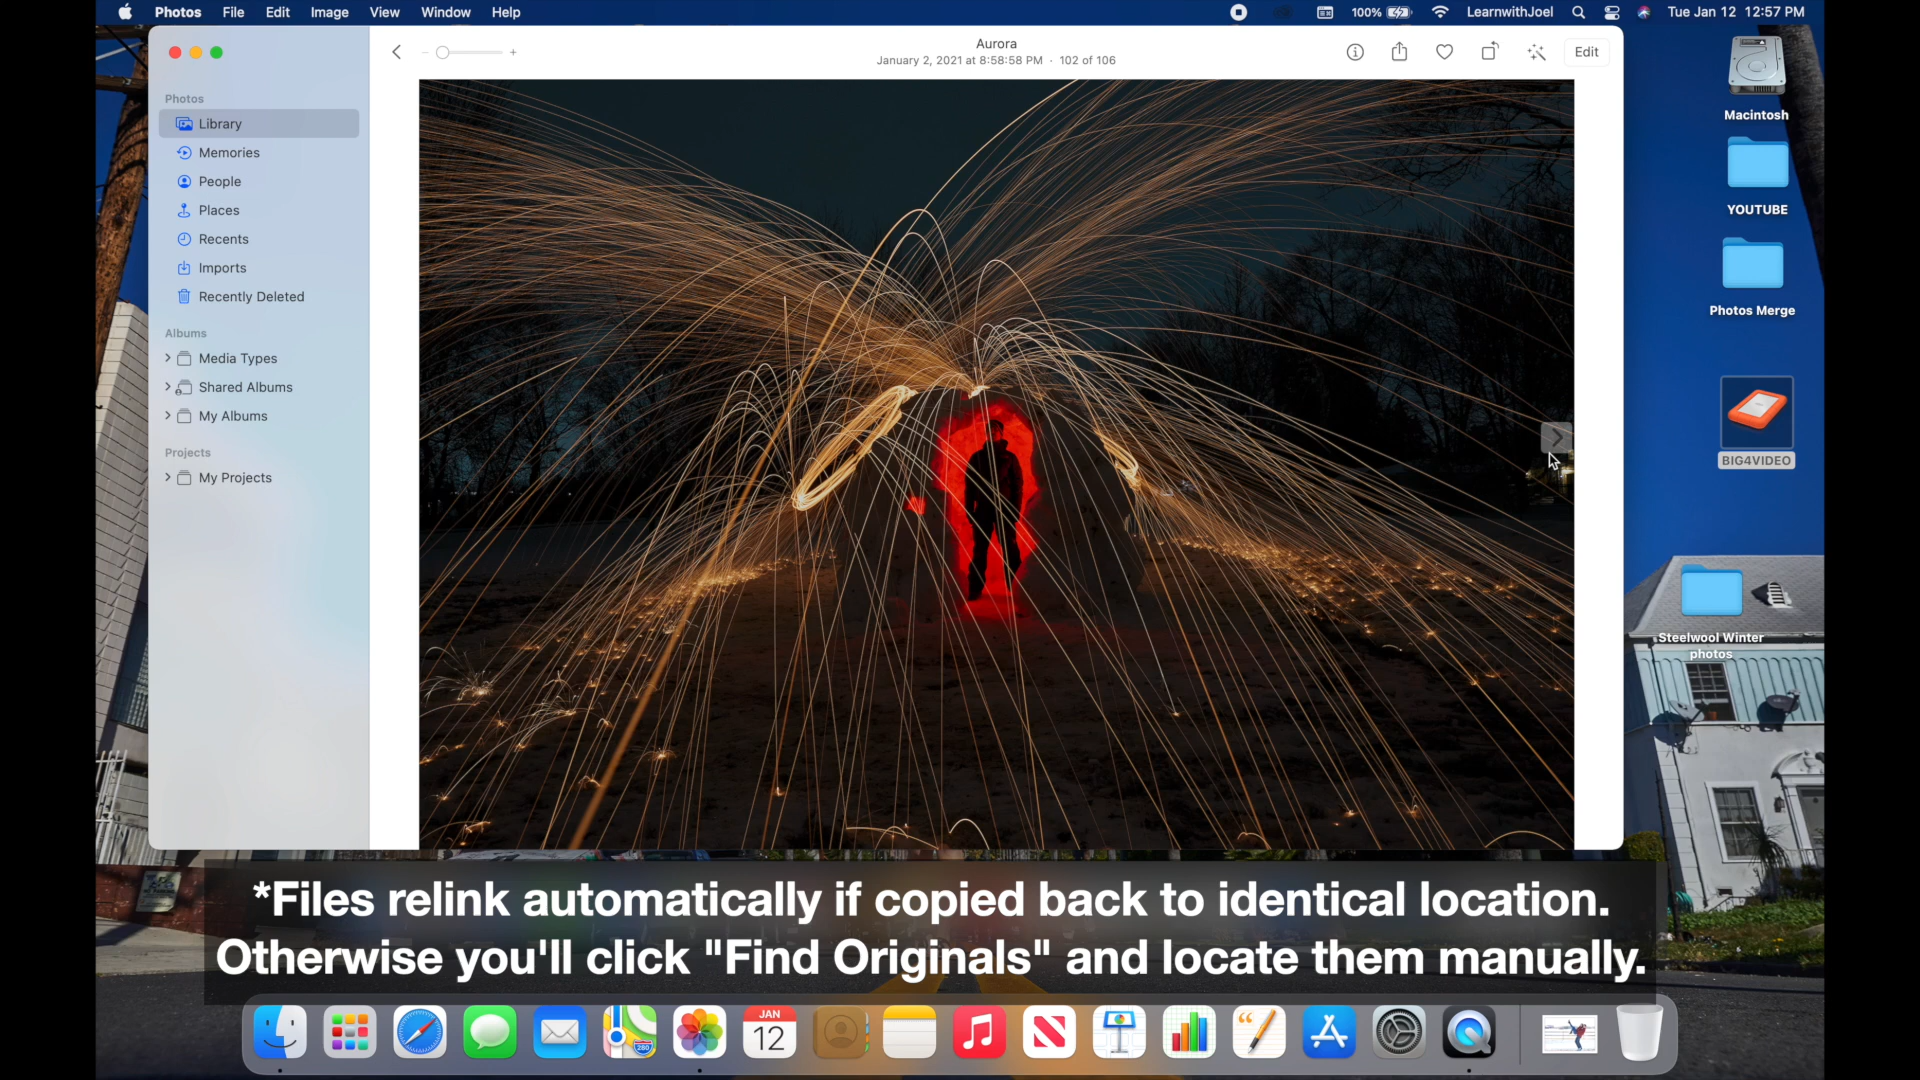 Photos File Edit Image View Window Help
100% LearnwithJoel Tue Jan 12 12:57 PM
Aurora
January 2, 2021 at 8:58:58 PM · 102 of 106
Edit
Photos
Library
Memories
People
Places
Recents
Imports
Recently Deleted
Albums
Media Types
Shared Albums
My Albums
Projects
My Projects
Macintosh
YOUTUBE
Photos Merge
BIG4VIDEO
Steelwool Winter
photos
*Files relink automatically if copied back to identical location.
Otherwise you'll click "Find Originals" and locate them manually.
280
JAN
12